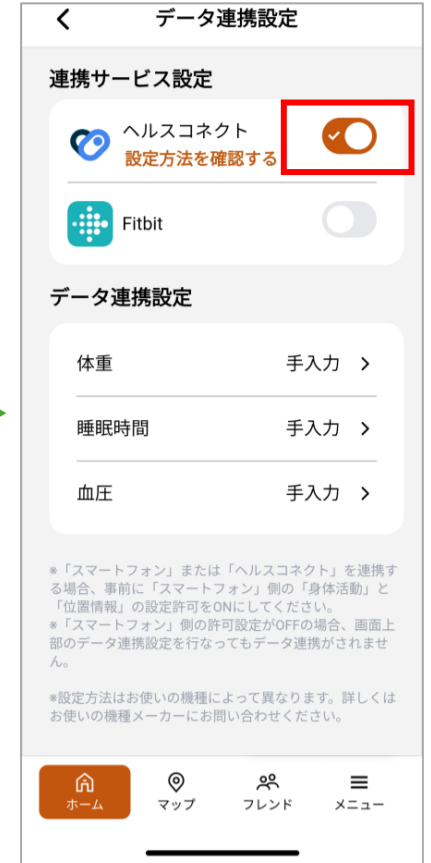 データ連携設定
連携サービス設定
ヘルスコネクト
設定方法を確認する
Fitbit
データ連携設定
体重 手入力
睡眠時間 手入力
血圧 手入力
※「スマートフォン」または「ヘルスコネクト」を連携す
る場合、事前に「スマートフォン」側の「身体活動」と
「位置情報」の設定許可をONにしてください。
※「スマートフォン」側の許可設定がOFFの場合、画面上
部のデータ連携設定を行なってもデータ連携がされませ
ん。
※設定方法はお使いの機種によって異なります。詳しくは
お使いの機種メーカーにお問い合わせください。
ホーム マップ フレンド メニュー